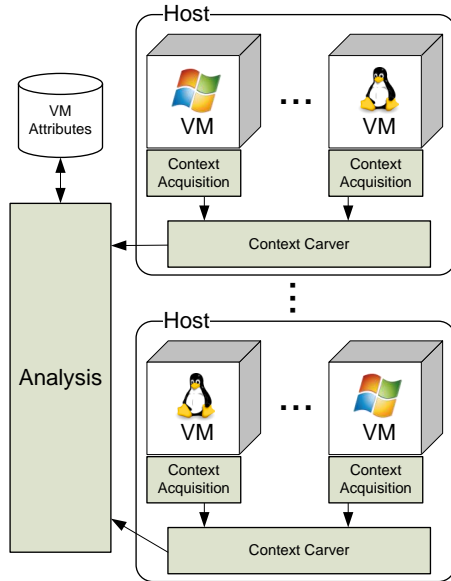 Host
VM
Attributes
VM
...
VM
Context
Acquisition
Context
Acquisition
Context Carver
Analysis
Host
VM
...
VM
Context
Acquisition
Context
Acquisition
Context Carver